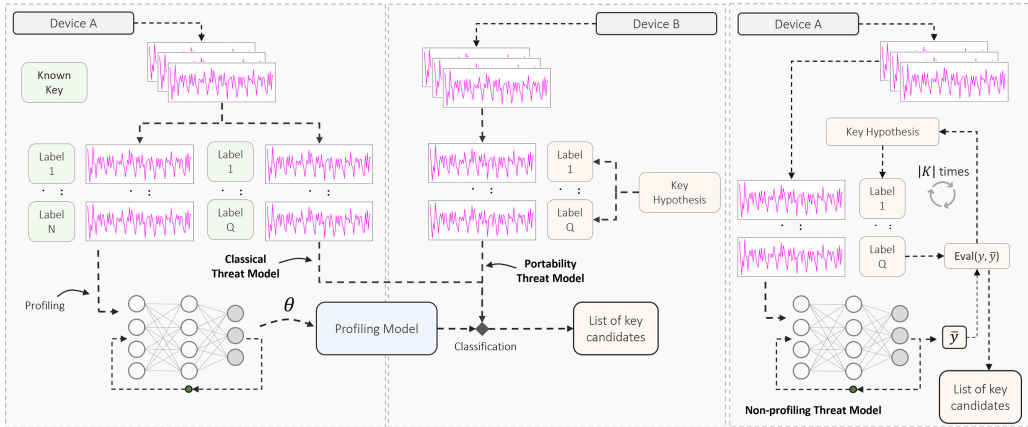 Device A
Known
Key
Label
1
. .
. .
Label
N
Label
1
. .
. .
Label
Q
Classical
Threat Model
Profiling
θ
Profiling Model
Device B
Label
1
. .
. .
Label
Q
Key
Hypothesis
Portability
Threat Model
Classification
List of key
candidates
Device A
Key Hypothesis
|K| times
Label
1
. .
. .
Label
Q
Eval(y, ȳ)
ȳ
Non-profiling Threat Model
List of key
candidates